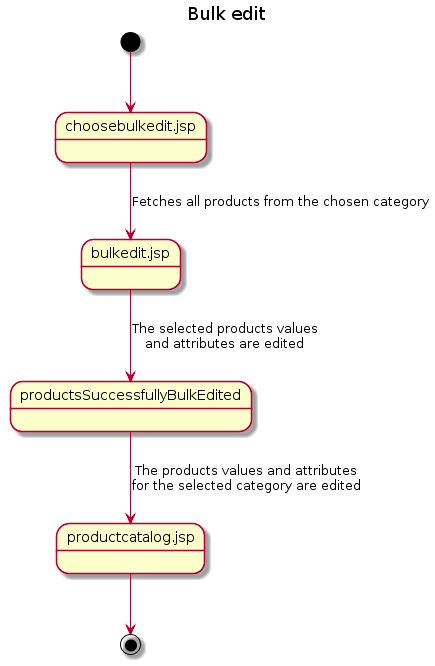 Bulk edit
choosebulkedit.jsp
Fetches all products from the chosen category
bulkedit.jsp
The selected products values
and attributes are edited
productsSuccessfullyBulkEdited
The products values and attributes
for the selected category are edited
productcatalog.jsp